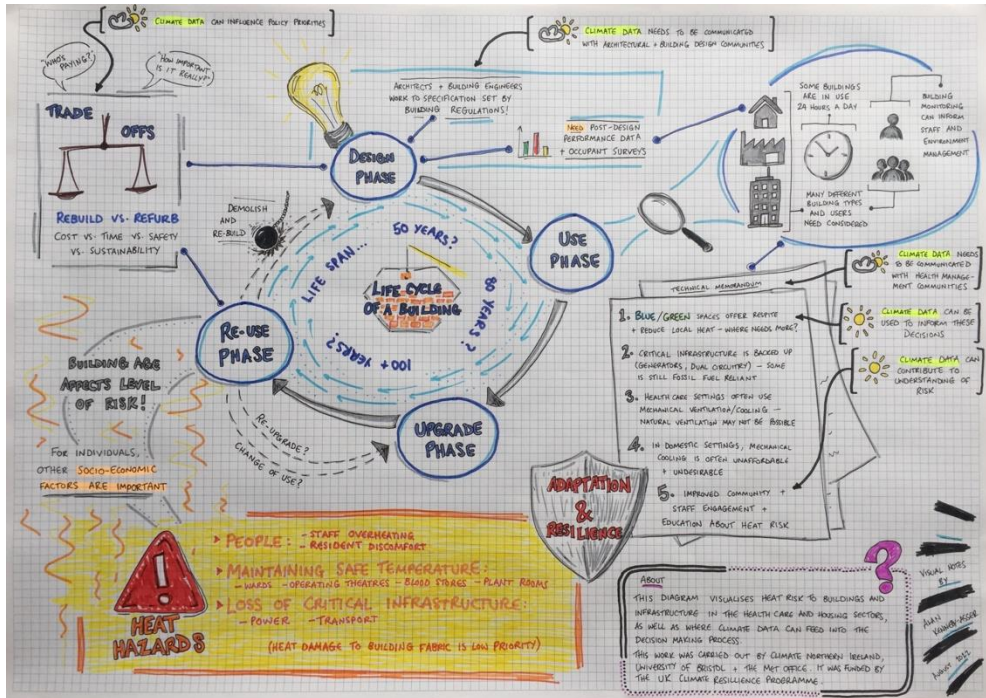 CLIMATE DATA CAN INFLUENCE POLICY PRIORITIES
"WHO'S PAYING?"
"HOW IMPORTANT
IS IT REALLY?"
TRADE
OFFS
REBUILD VS. REFURB
COST VS. TIME VS. SAFETY
VS. SUSTAINABILITY
CLIMATE DATA NEEDS TO BE COMMUNICATED
WITH ARCHITECTURAL + BUILDING DESIGN COMMUNITIES
ARCHITECTS + BUILDING ENGINEERS
WORK TO SPECIFICATION SET BY
BUILDING REGULATIONS!
NEED POST-DESIGN
PERFORMANCE DATA
+ OCCUPANT SURVEYS
SOME BUILDINGS
ARE IN USE
24 HOURS A DAY
BUILDING
MONITORING
CAN INFORM
STAFF AND
ENVIRONMENT
MANAGEMENT
MANY DIFFERENT
BUILDING TYPES
AND USERS
NEED CONSIDERED
DESIGN
PHASE
USE
PHASE
UPGRADE
PHASE
RE-USE
PHASE
DEMOLISH
AND
RE-BUILD
LIFE SPAN...
50 YEARS?
80 YEARS?
100+ YEARS?
LIFE CYCLE
OF A BUILDING
RE-UPGRADE?
CHANGE OF USE?
BUILDING AGE
AFFECTS LEVEL
OF RISK!
FOR INDIVIDUALS,
OTHER SOCIO-ECONOMIC
FACTORS ARE IMPORTANT
CLIMATE DATA NEEDS
TO BE COMMUNICATED
WITH HEALTH MANAGE-
MENT COMMUNITIES
CLIMATE DATA CAN BE
USED TO INFORM THESE
DECISIONS
CLIMATE DATA CAN
CONTRIBUTE TO
UNDERSTANDING OF
RISK
TECHNICAL MEMORANDUM
1. BLUE/GREEN SPACES OFFER RESPITE
+ REDUCE LOCAL HEAT - WHERE NEEDS MORE?
2. CRITICAL INFRASTRUCTURE IS BACKED UP
(GENERATORS, DUAL CIRCUITRY) - SOME
IS STILL FOSSIL FUEL RELIANT
3. HEALTH CARE SETTINGS OFTEN USE
MECHANICAL VENTILATION/COOLING -
NATURAL VENTILATION MAY NOT BE POSSIBLE
4. IN DOMESTIC SETTINGS, MECHANICAL
COOLING IS OFTEN UNAFFORDABLE
+ UNDESIRABLE
5. IMPROVED COMMUNITY +
STAFF ENGAGEMENT +
EDUCATION ABOUT HEAT RISK
ADAPTATION
&
RESILIENCE
HEAT
HAZARDS
PEOPLE: - STAFF OVERHEATING
- RESIDENT DISCOMFORT
MAINTAINING SAFE TEMPERATURE:
- WARDS - OPERATING THEATRES - BLOOD STORES - PLANT ROOMS
LOSS OF CRITICAL INFRASTRUCTURE:
- POWER - TRANSPORT
(HEAT DAMAGE TO BUILDING FABRIC IS LOW PRIORITY)
ABOUT
THIS DIAGRAM VISUALISES HEAT RISK TO BUILDINGS AND
INFRASTRUCTURE IN THE HEALTH CARE AND HOUSING SECTORS,
AS WELL AS WHERE CLIMATE DATA CAN FEED INTO THE
DECISION MAKING PROCESS.
THIS WORK WAS CARRIED OUT BY CLIMATE NORTHERN IRELAND,
UNIVERSITY OF BRISTOL + THE MET OFFICE. IT WAS FUNDED BY
THE UK CLIMATE RESILLIENCE PROGRAMME.
VISUAL NOTES
BY
ALAN
KENNEDY-ASSER
AUGUST 2022